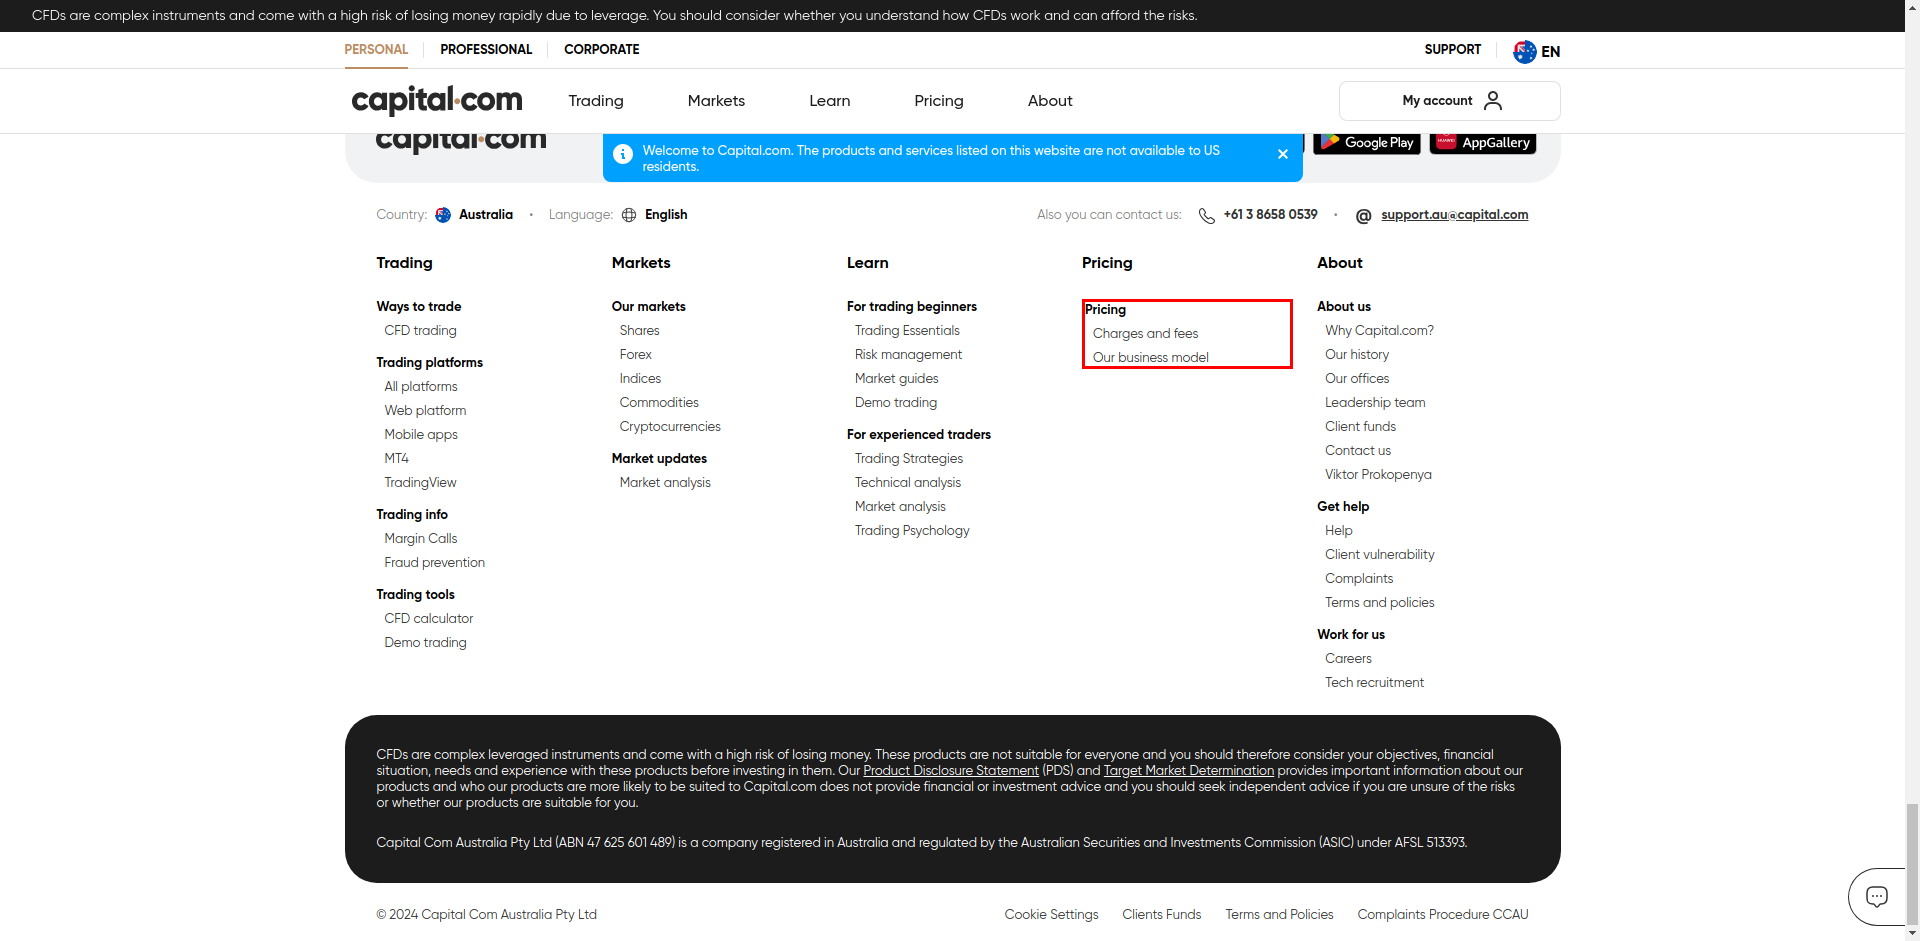 CFDs are complex instruments and come with a high risk of losing money rapidly due to leverage. You should consider whether you understand how CFDs work and can afford the risks.
PERSONAL
PROFESSIONAL
CORPORATE
SUPPORT
EN
capital.com
Trading
Markets
Learn
Pricing
About
My account
capital.com
Welcome to Capital.com. The products and services listed on this website are not available to US
residents.
Google Play
HUAWEI
AppGallery
Country: Australia
Language: English
Also you can contact us:
+61 3 8658 0539
support.au@capital.com
Trading
Ways to trade
CFD trading
Trading platforms
All platforms
Web platform
Mobile apps
MT4
TradingView
Trading info
Margin Calls
Fraud prevention
Trading tools
CFD calculator
Demo trading
Markets
Our markets
Shares
Forex
Indices
Commodities
Cryptocurrencies
Market updates
Market analysis
Learn
For trading beginners
Trading Essentials
Risk management
Market guides
Demo trading
For experienced traders
Trading Strategies
Technical analysis
Market analysis
Trading Psychology
Pricing
Pricing
Charges and fees
Our business model
About
About us
Why Capital.com?
Our history
Our offices
Leadership team
Client funds
Contact us
Viktor Prokopenya
Get help
Help
Client vulnerability
Complaints
Terms and policies
Work for us
Careers
Tech recruitment
CFDs are complex leveraged instruments and come with a high risk of losing money. These products are not suitable for everyone and you should therefore consider your objectives, financial
situation, needs and experience with these products before investing in them. Our Product Disclosure Statement (PDS) and Target Market Determination provides important information about our
products and who our products are more likely to be suited to Capital.com does not provide financial or investment advice and you should seek independent advice if you are unsure of the risks
or whether our products are suitable for you.
Capital Com Australia Pty Ltd (ABN 47 625 601 489) is a company registered in Australia and regulated by the Australian Securities and Investments Commission (ASIC) under AFSL 513393.
© 2024 Capital Com Australia Pty Ltd
Cookie Settings
Clients Funds
Terms and Policies
Complaints Procedure CCAU